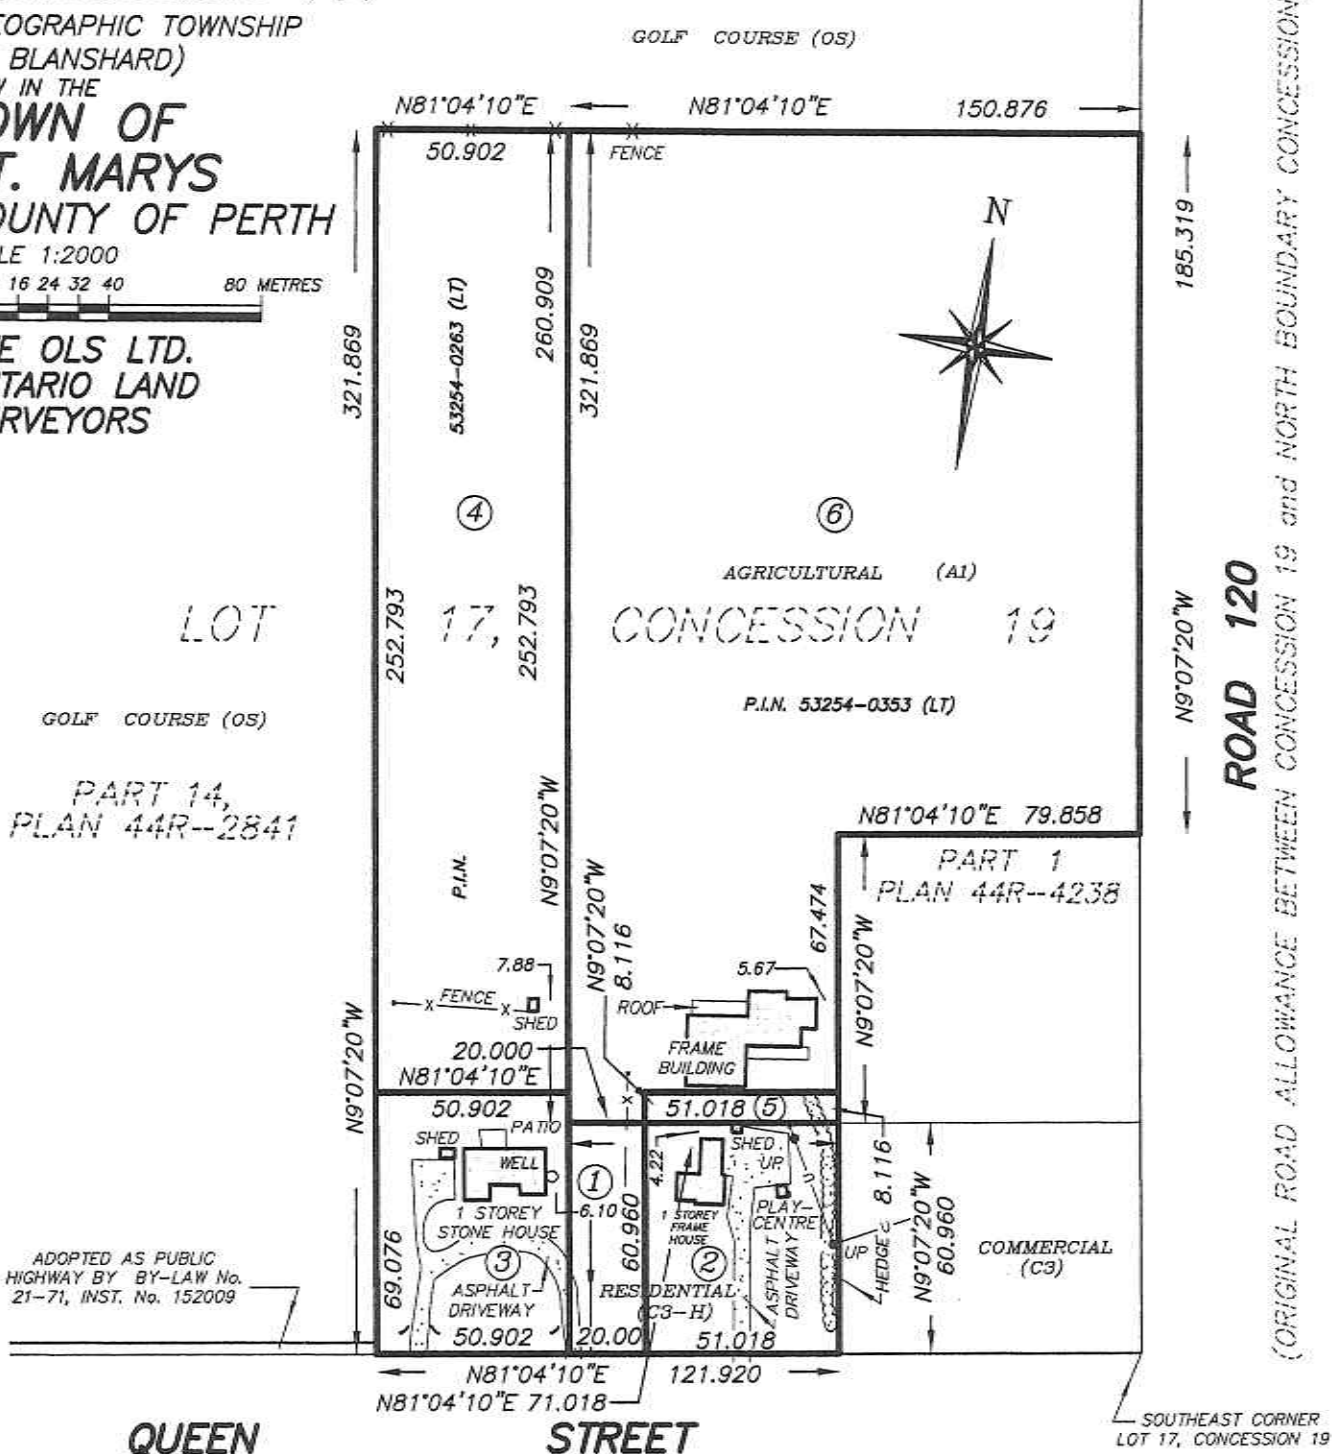 EOGRAPHIC TOWNSHIP
BLANSHARD)
IN THE
OWN OF
T. MARYS
OUNTY OF PERTH
LE 1:2000
16 24 32 40 80 METRES
E OLS LTD.
TARIO LAND
RVEYORS
GOLF COURSE (OS)
N81°04'10"E
N81°04'10"E 150.876
50.902
FENCE
321.869
53254-0263 (LT)
260.909
321.869
N
185.319
4
6
AGRICULTURAL (A1)
LOT 17, CONCESSION 19
252.793
252.793
P.I.N. 53254-0353 (LT)
N9°07'20"W
ROAD 120
(ORIGINAL ROAD ALLOWANCE BETWEEN CONCESSION 19 and NORTH BOUNDARY CONCESSION
GOLF COURSE (OS)
PART 14,
PLAN 44R-2841
P.I.N.
N9°07'20"W
N81°04'10"E 79.858
PART 1
PLAN 44R-4238
N9°07'20"W
8.116
67.474
N9°07'20"W
7.88
5.67
FENCE
SHED
ROOF
FRAME
BUILDING
N9°07'20"W
20.000
N81°04'10"E
50.902
51.018 5
PATIO
SHED
WELL
1
6.10
60.960
4.22
SHED
UP
1 STOREY
STONE HOUSE
1 STOREY
FRAME
HOUSE
PLAY-
CENTRE
8.116
HEDGE
UP
N9°07'20"W
60.960
COMMERCIAL
(C3)
69.076
3
ASPHALT
DRIVEWAY
2
RESIDENTIAL
(C3-H)
ASPHALT
DRIVEWAY
ADOPTED AS PUBLIC
HIGHWAY BY BY-LAW No.
21-71, INST. No. 152009
50.902
20.00
51.018
N81°04'10"E 121.920
N81°04'10"E 71.018
QUEEN STREET
SOUTHEAST CORNER
LOT 17, CONCESSION 19